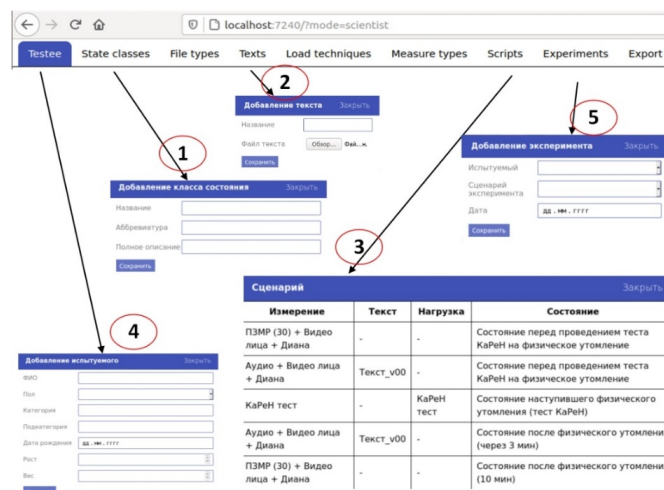 localhost:7240/?mode=scientist
Testee State classes File types Texts Load techniques Measure types Scripts Experiments Export
2
Добавление текста Закрыть
Название
Файл текста Обзор... Фай...н.
Сохранить
5
Добавление эксперимента Закрыть
Испытуемый
Сценарий
эксперимента
Дата дд . мм . гггг
Сохранить
1
Добавление класса состояния Закрыть
Название
Аббревиатура
Полное описание
Сохранить
3
Сценарий Закрыть
Измерение Текст Нагрузка Состояние
ПЗМР (30) + Видео
лица + Диана - - Состояние перед проведением теста
КаРеН на физическое утомление
Аудио + Видео лица
+ Диана Текст_v00 - Состояние перед проведением теста
КаРеН на физическое утомление
КаРеН тест - КаРеН
тест Состояние наступившего физического
утомления (тест КаРеН)
Аудио + Видео лица
+ Диана Текст_v00 - Состояние после физического утомлени
(через 3 мин)
ПЗМР (30) + Видео
лица + Диана - - Состояние после физического утомлени
(10 мин)
4
Добавление испытуемого Закрыть
ФИО
Пол
Категория
Подкатегория
Дата рождения дд . мм . гггг
Рост
Вес